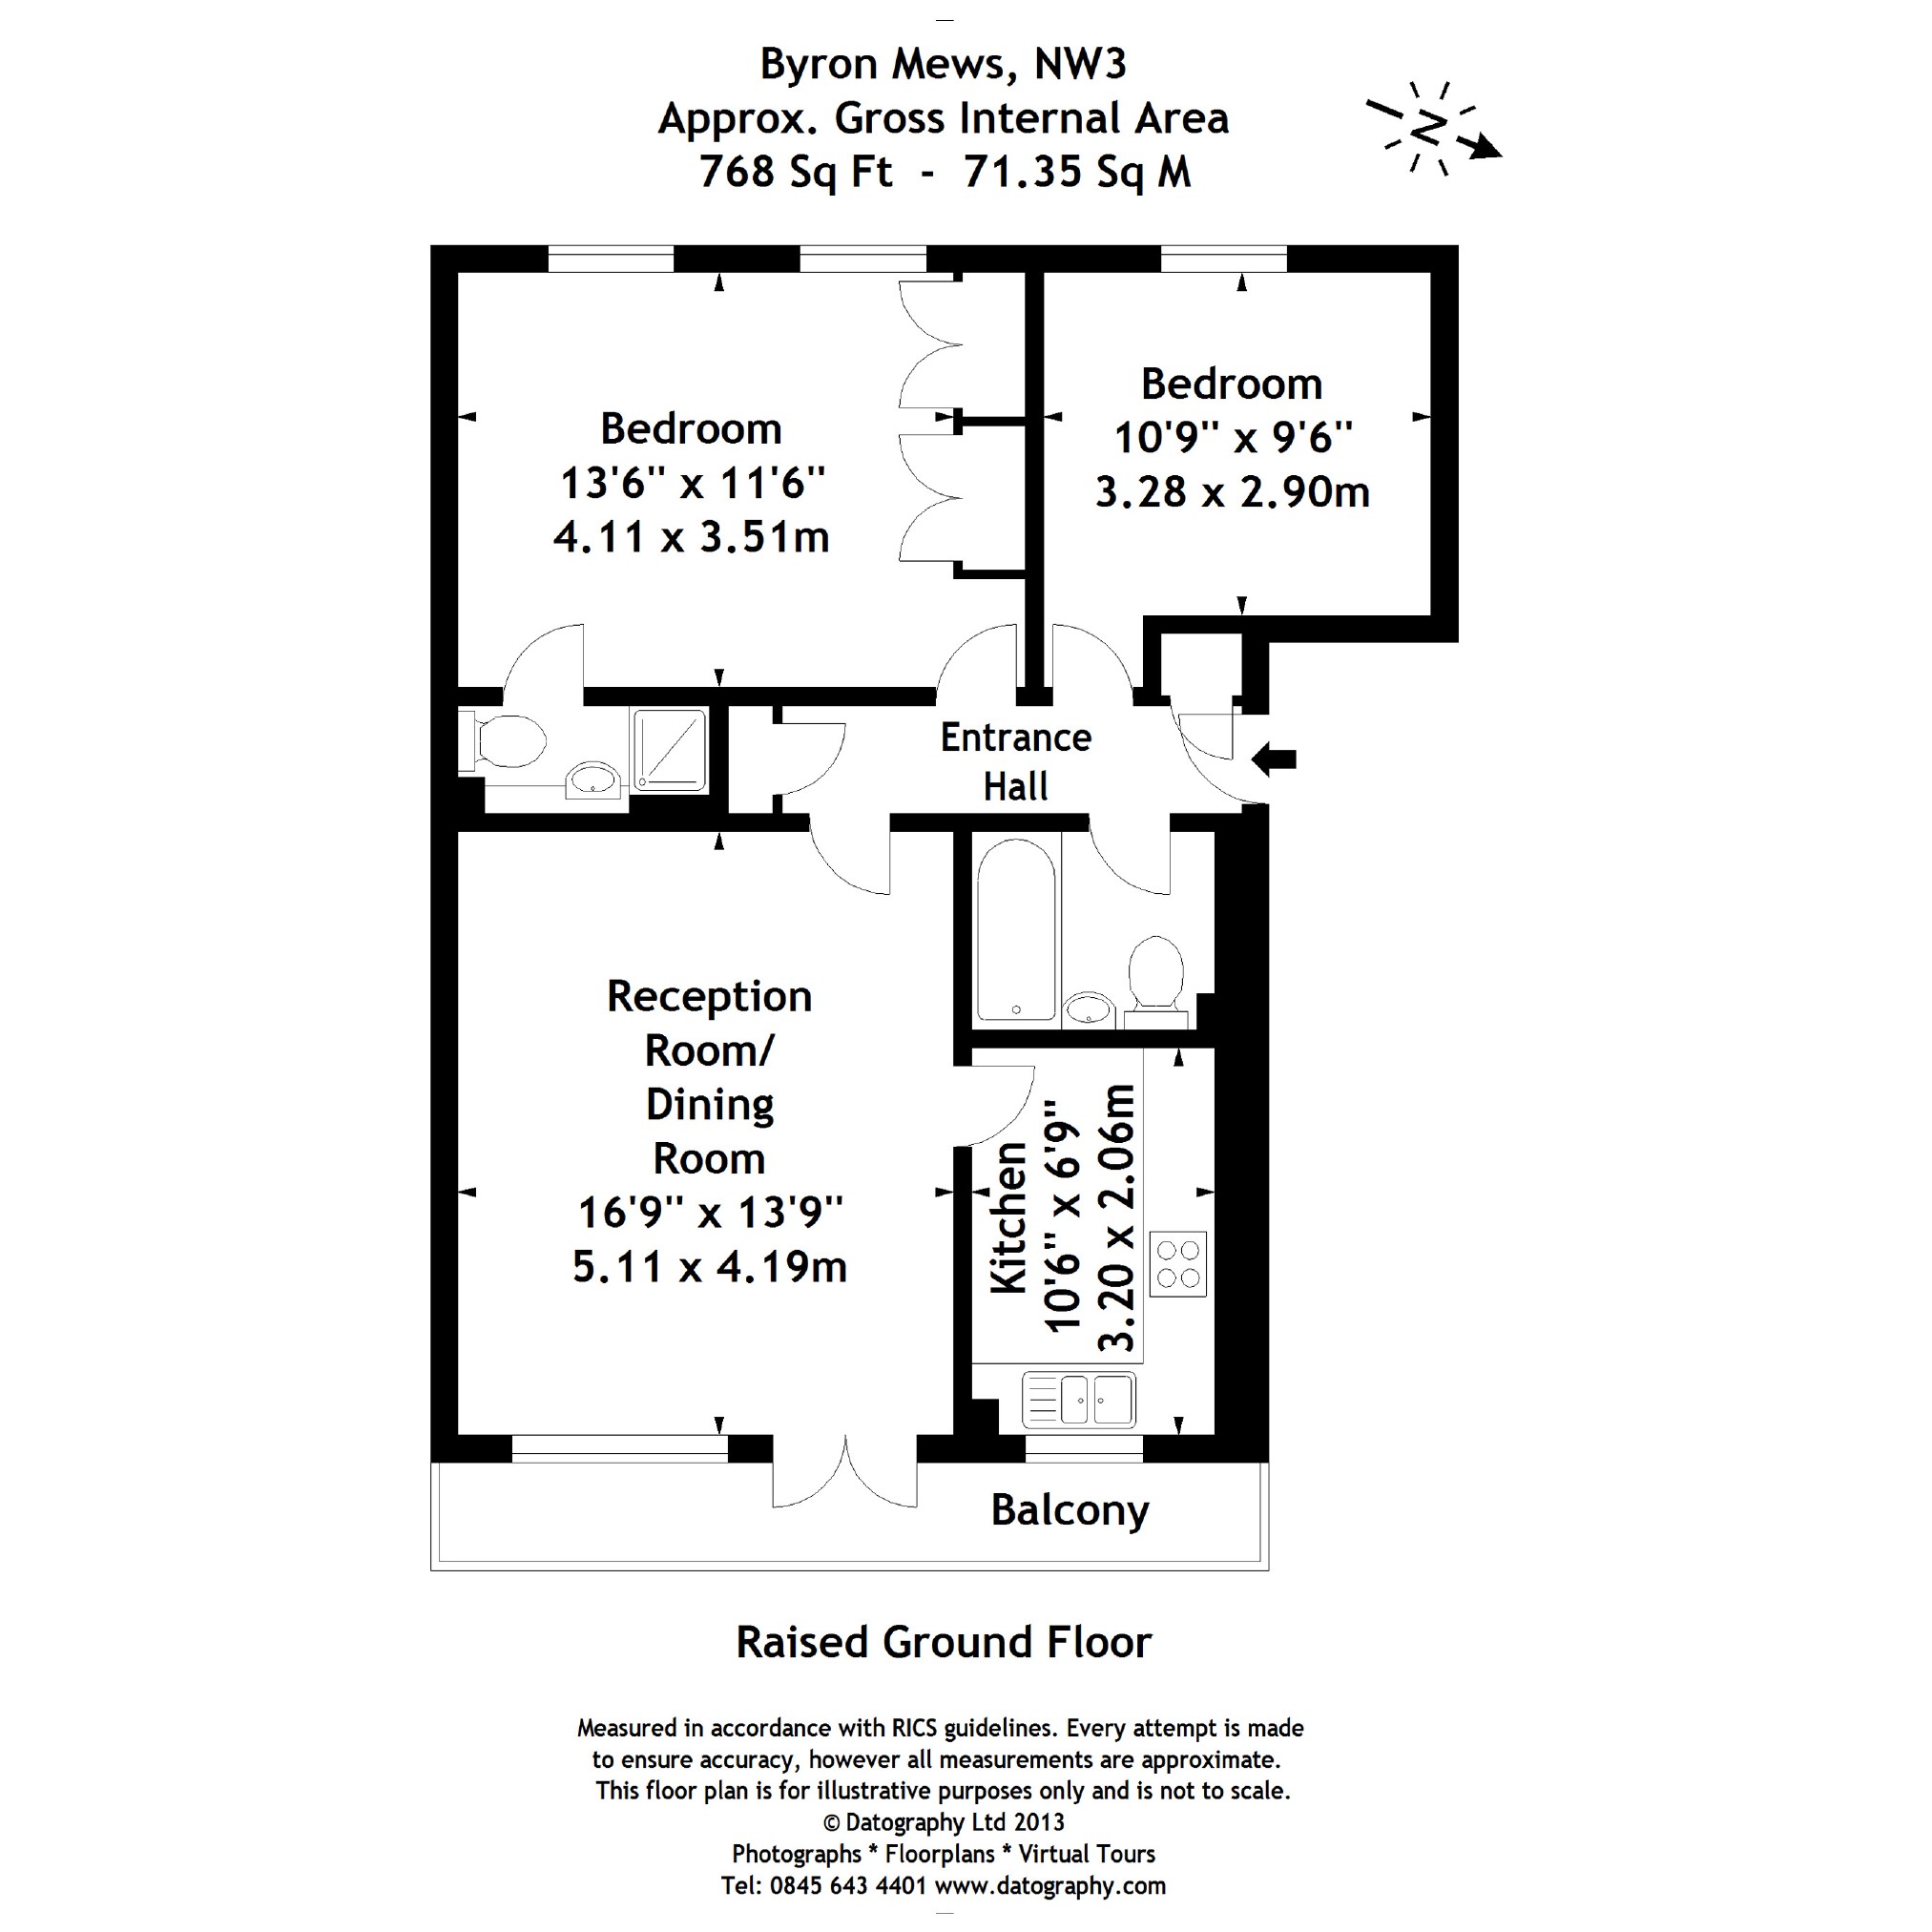 Byron Mews, NW3
Approx. Gross Internal Area
768 Sq Ft - 71.35 Sq M
N
Bedroom
13'6" x 11'6"
4.11 x 3.51m
Bedroom
10'9" x 9'6"
3.28 x 2.90m
Entrance
Hall
Reception
Room/
Dining
Room
16'9" x 13'9"
5.11 x 4.19m
Kitchen
10'6" x 6'9"
3.20 x 2.06m
Balcony
Raised Ground Floor
Measured in accordance with RICS guidelines. Every attempt is made
to ensure accuracy, however all measurements are approximate.
This floor plan is for illustrative purposes only and is not to scale.
© Datography Ltd 2013
Photographs * Floorplans * Virtual Tours
Tel: 0845 643 4401 www.datography.com